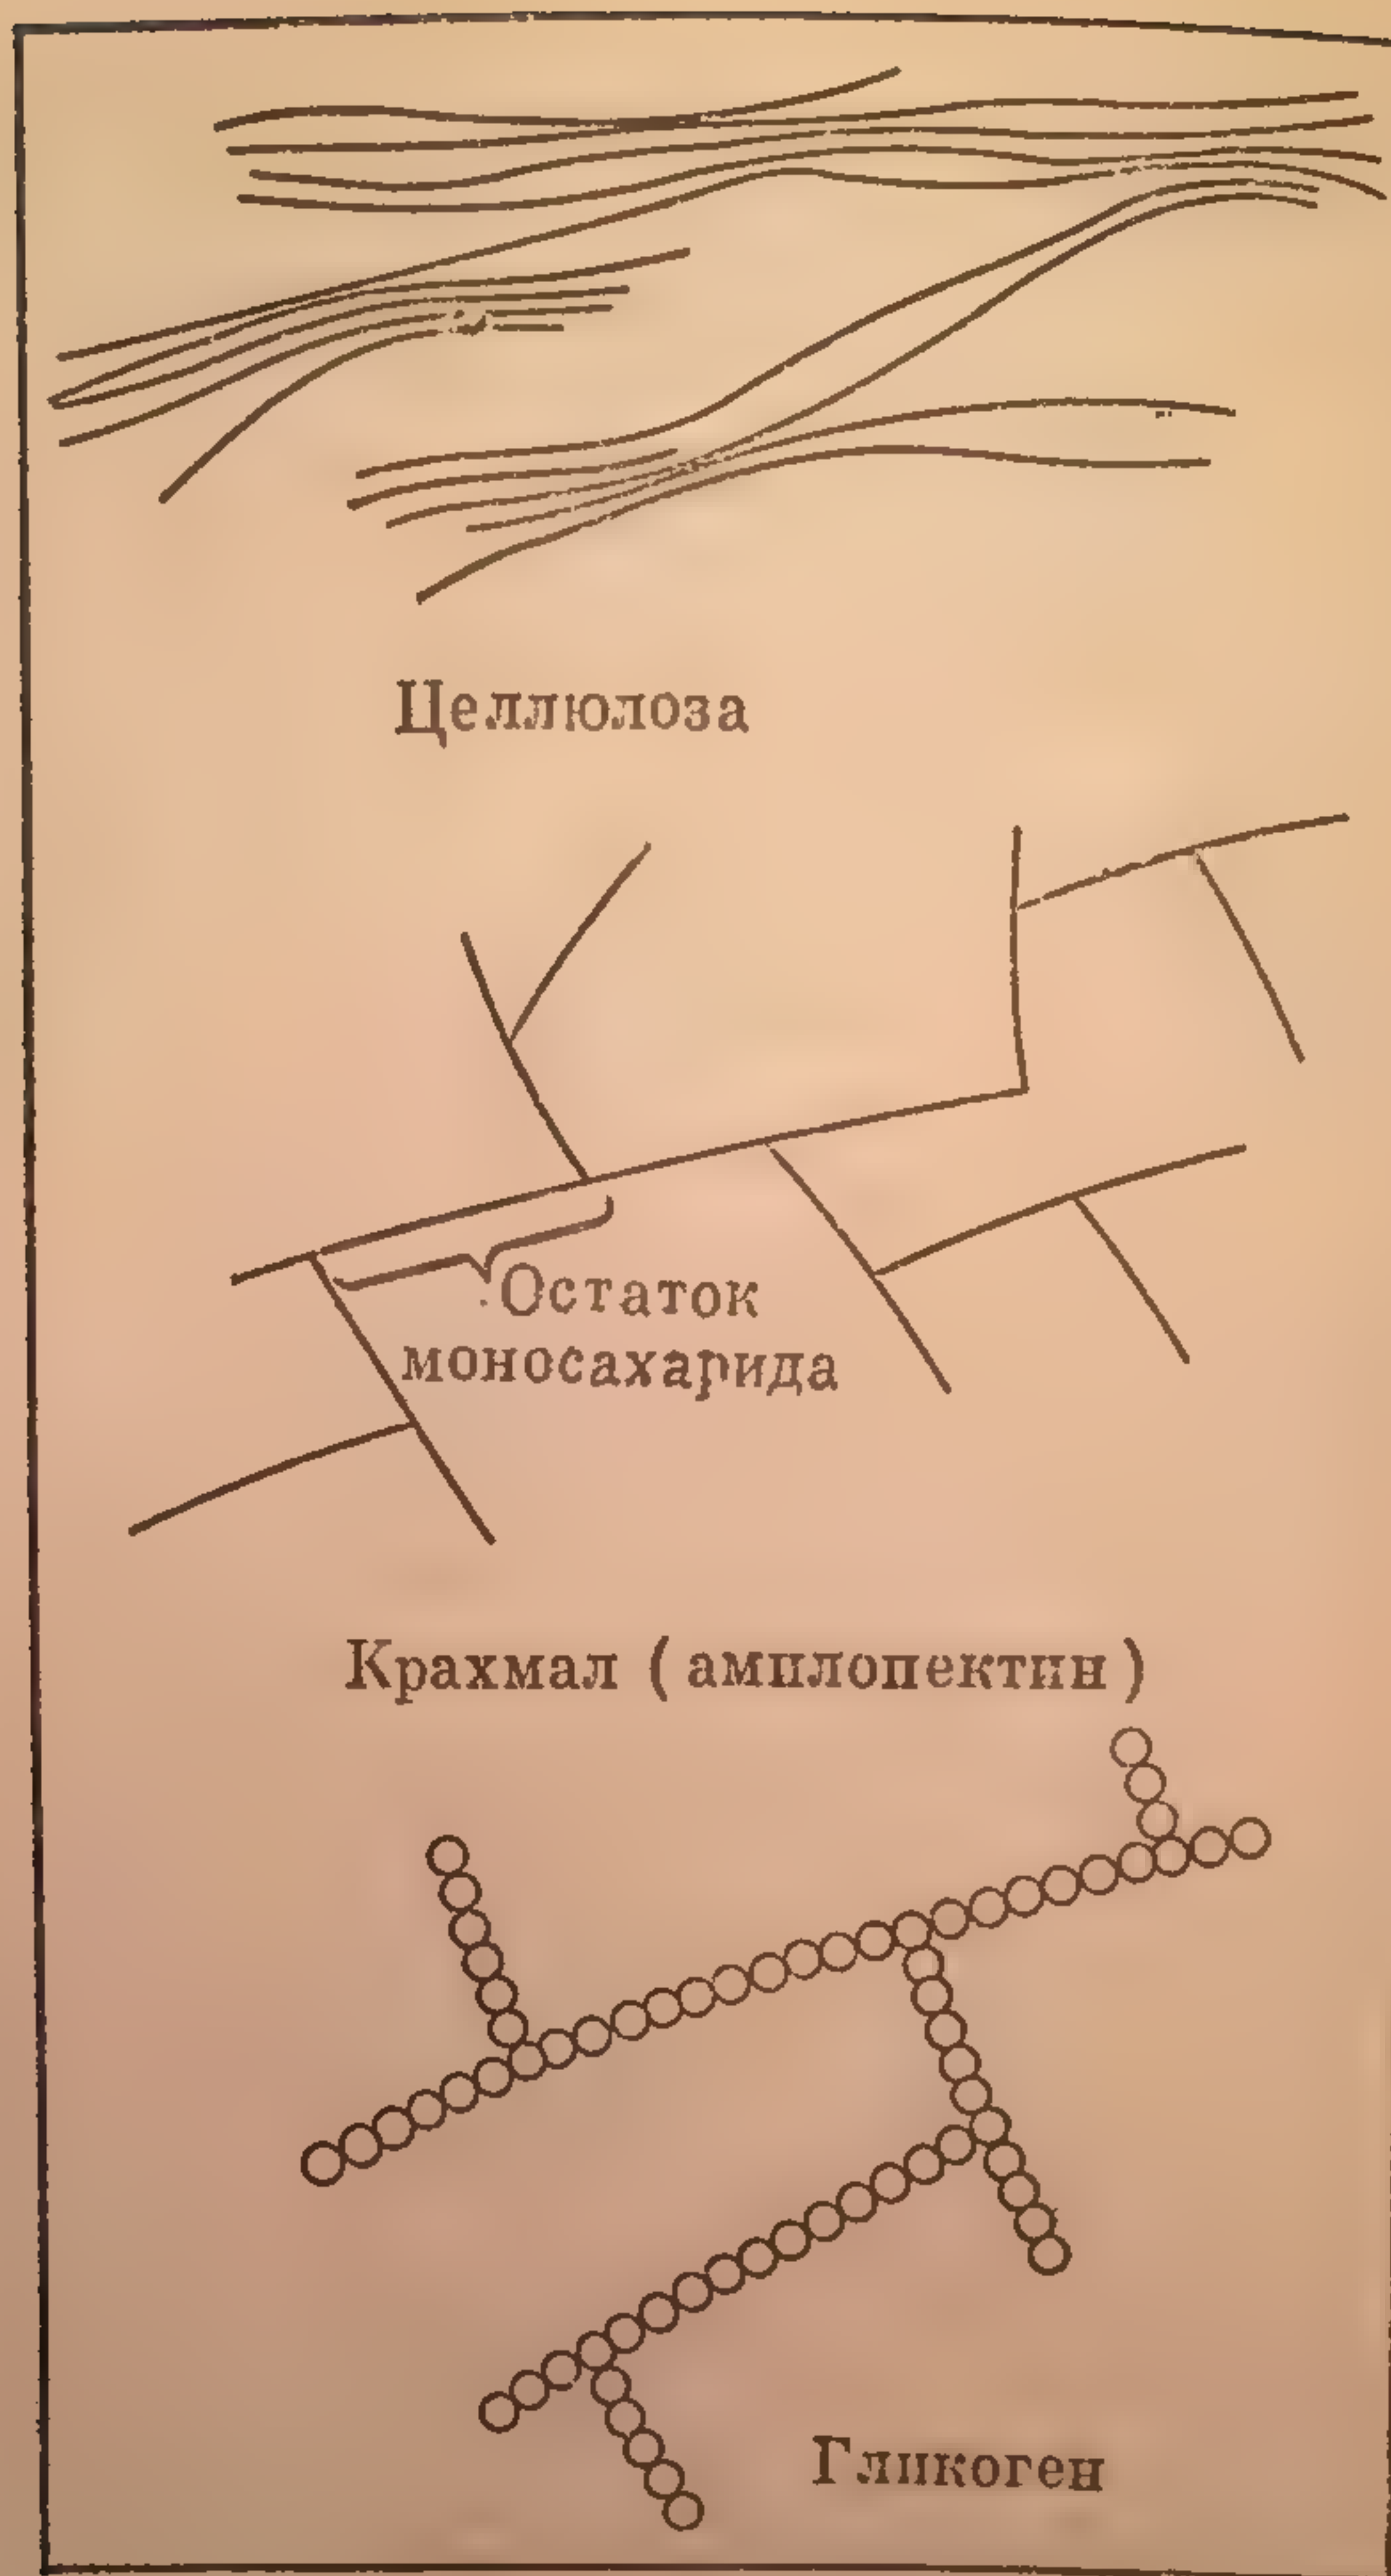 Целлюлоза
Остаток
моносахарида
Крахмал (амилопектин)
Гликоген